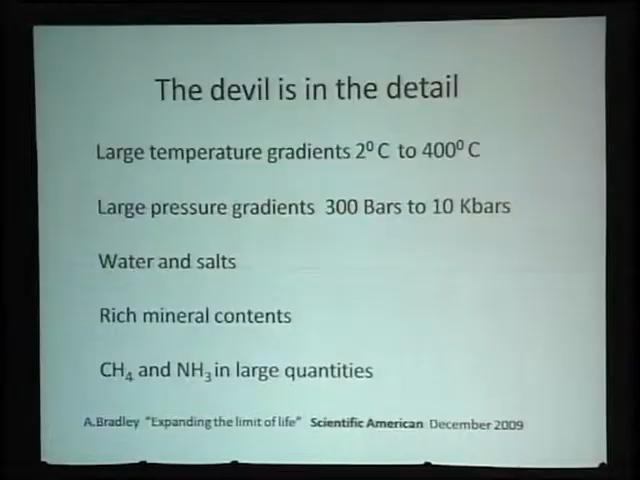 The devil is in the detail
Large temperature gradients 2⁰ C to 400⁰ C
Large pressure gradients 300 Bars to 10 Kbars
Water and salts
Rich mineral contents
CH₄ and NH₃ in large quantities
A.Bradley "Expanding the limit of life" Scientific American December 2009